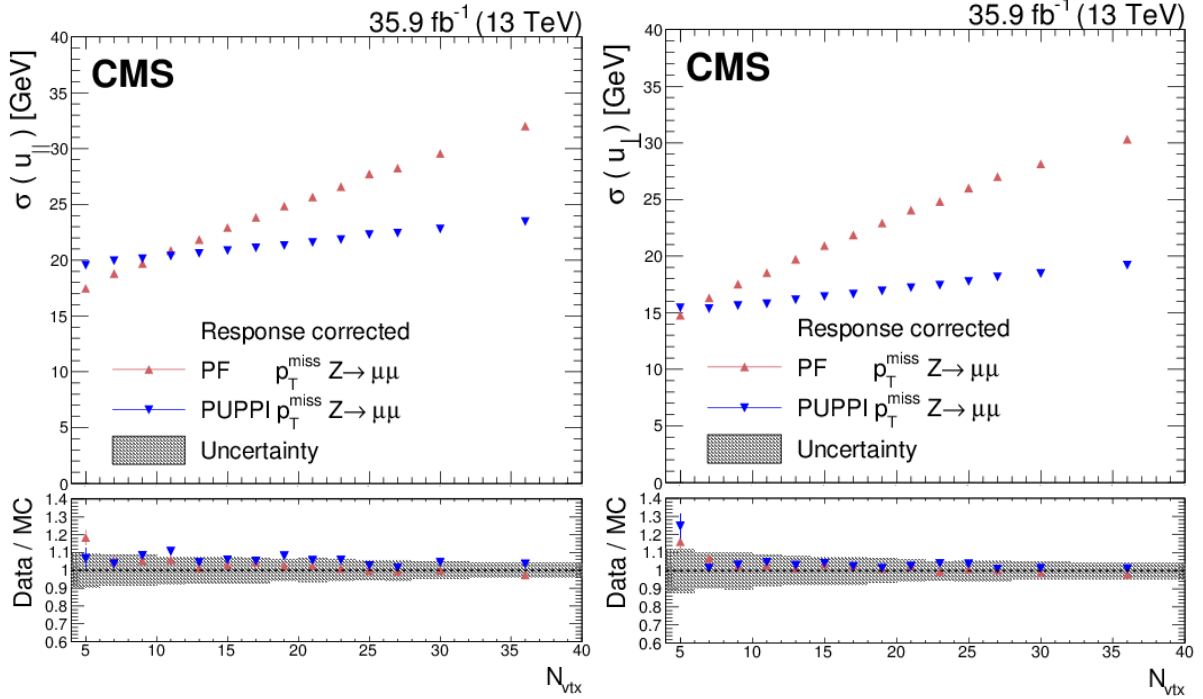 35.9 fb⁻¹ (13 TeV)
CMS
σ ( u∥ ) [GeV]
40
35
30
25
20
15
10
5
0
Response corrected
PF p_T^miss Z→ μμ
PUPPI p_T^miss Z→ μμ
Uncertainty
Data / MC
1.4
1.3
1.2
1.1
1
0.9
0.8
0.7
0.6
5 10 15 20 25 30 35 40
N_vtx
35.9 fb⁻¹ (13 TeV)
CMS
σ ( u⊥ ) [GeV]
40
35
30
25
20
15
10
5
0
Response corrected
PF p_T^miss Z→ μμ
PUPPI p_T^miss Z→ μμ
Uncertainty
Data / MC
1.4
1.3
1.2
1.1
1
0.9
0.8
0.7
0.6
5 10 15 20 25 30 35 40
N_vtx